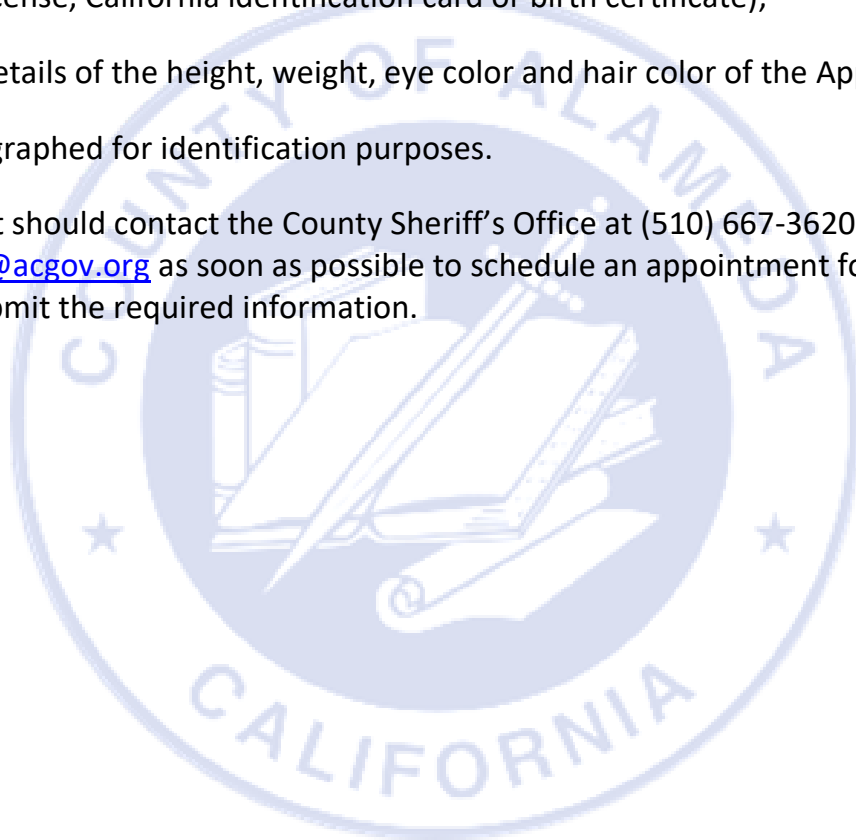 ense, California identification card or birth certificate);
etails of the height, weight, eye color and hair color of the Ap
graphed for identification purposes.
t should contact the County Sheriff’s Office at (510) 667-3620
@acgov.org as soon as possible to schedule an appointment fo
mit the required information.
COUNTY OF ALAMEDA
CALIFORNIA